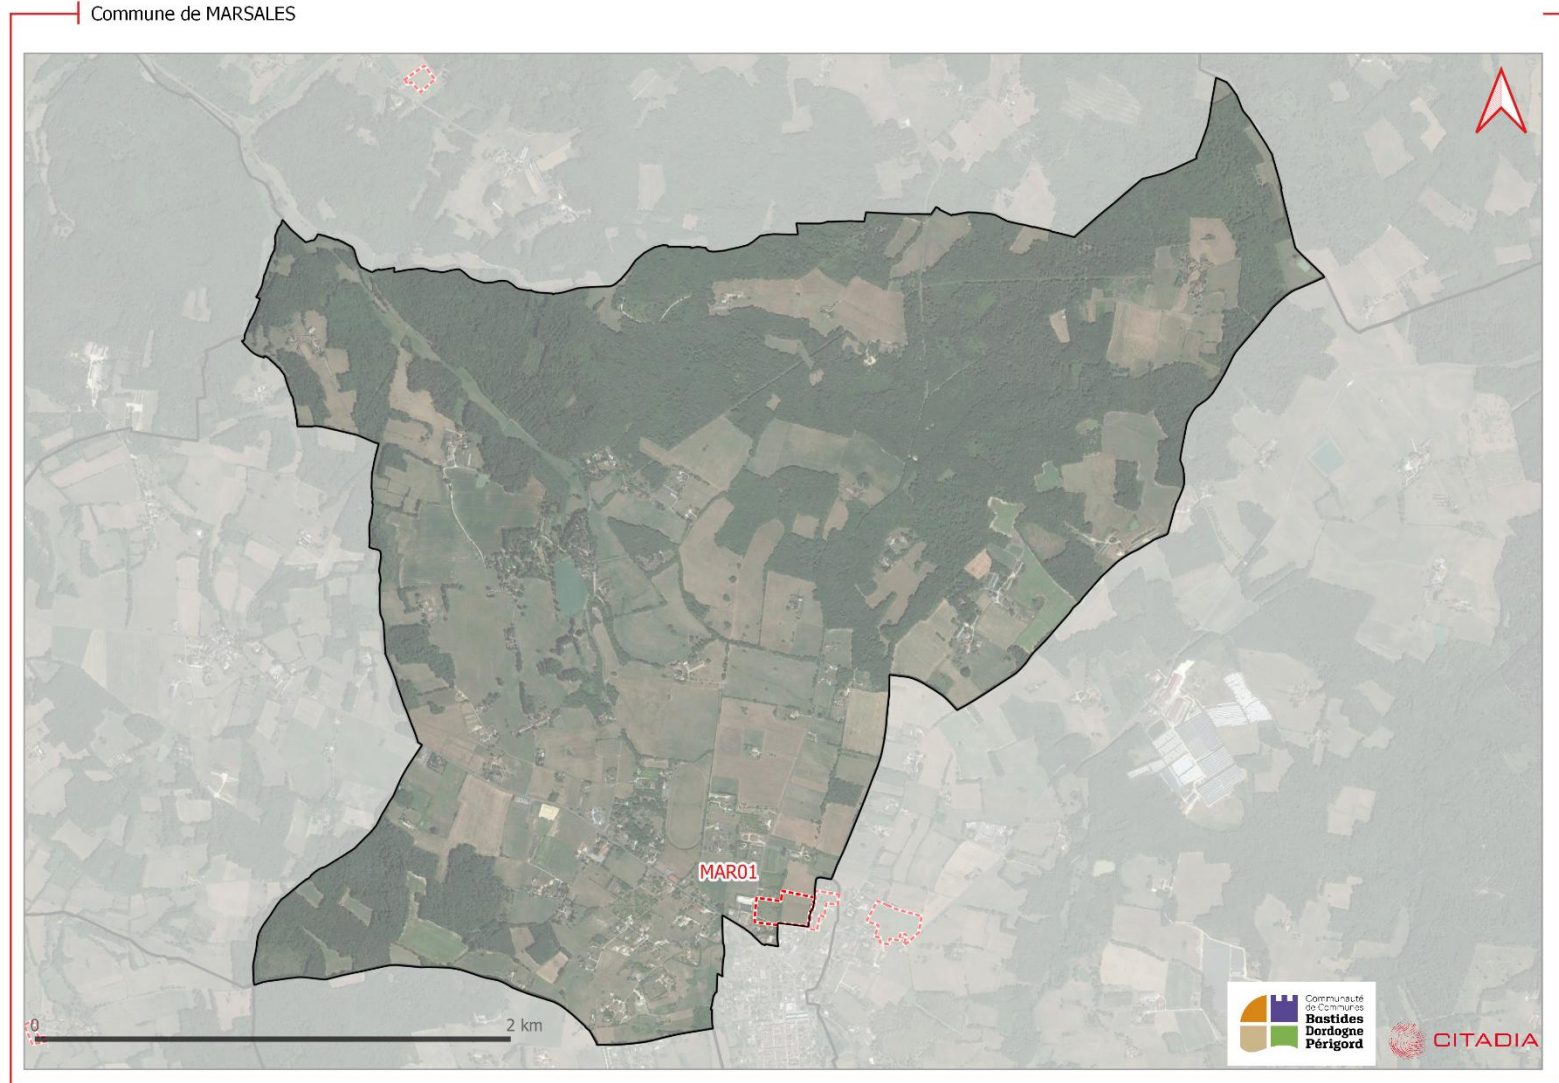 Commune de MARSALES
MAR01
0
2 km
Communauté
de Communes
Bastides
Dordogne
Périgord
CITADIA